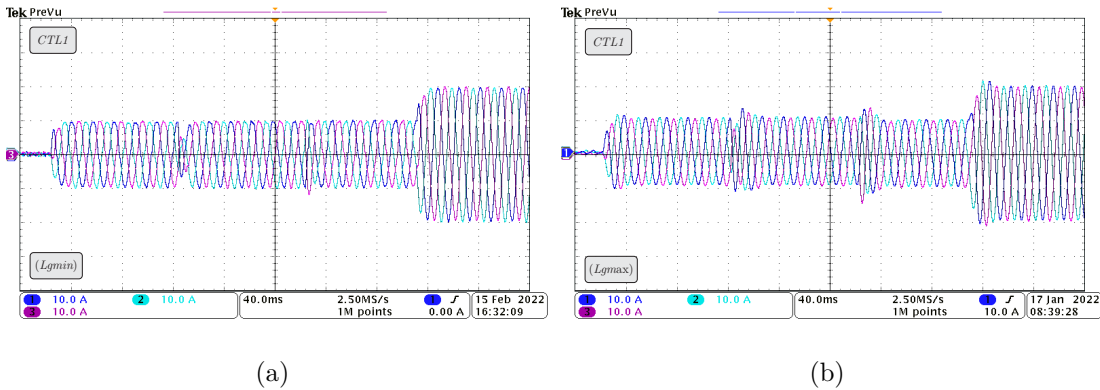 Tek PreVu
CTL1
3
(Lgmin)
1 10.0 A 2 10.0 A 40.0ms 2.50MS/s 1 15 Feb 2022
3 10.0 A 1M points 0.00 A 16:32:09
(a)
Tek PreVu
CTL1
1
(Lgmax)
1 10.0 A 2 10.0 A 40.0ms 2.50MS/s 1 17 Jan 2022
3 10.0 A 1M points 10.0 A 08:39:28
(b)